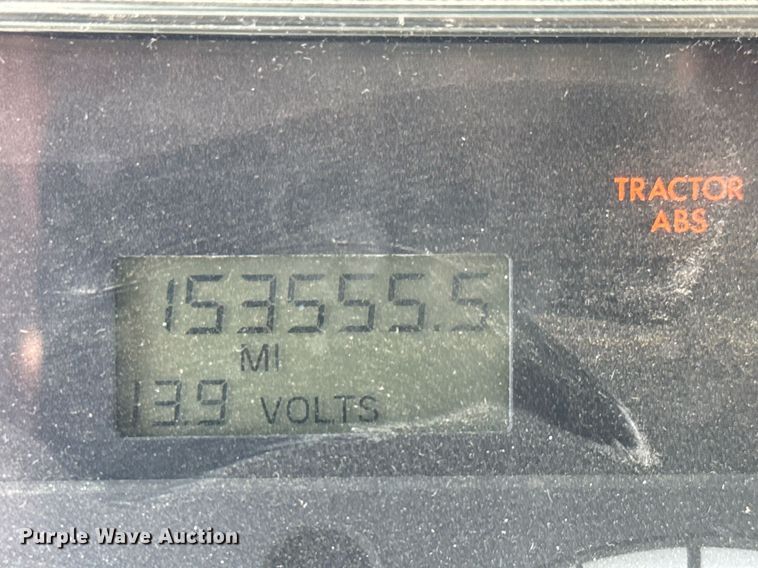 TRACTOR
ABS
153555.5
MI
13.9 VOLTS
Purple Wave Auction